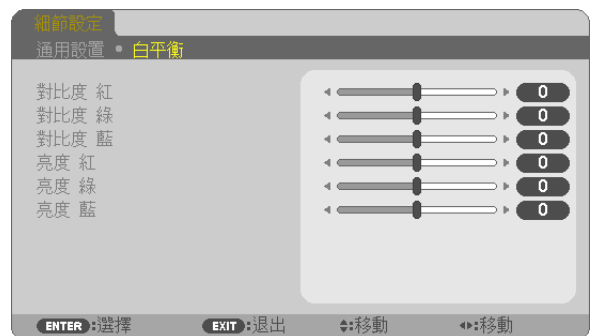 細節設定
通用設置 • 白平衡
對比度 紅 0
對比度 綠 0
對比度 藍 0
亮度 紅 0
亮度 綠 0
亮度 藍 0
ENTER :選擇 EXIT :退出 :移動 :移動